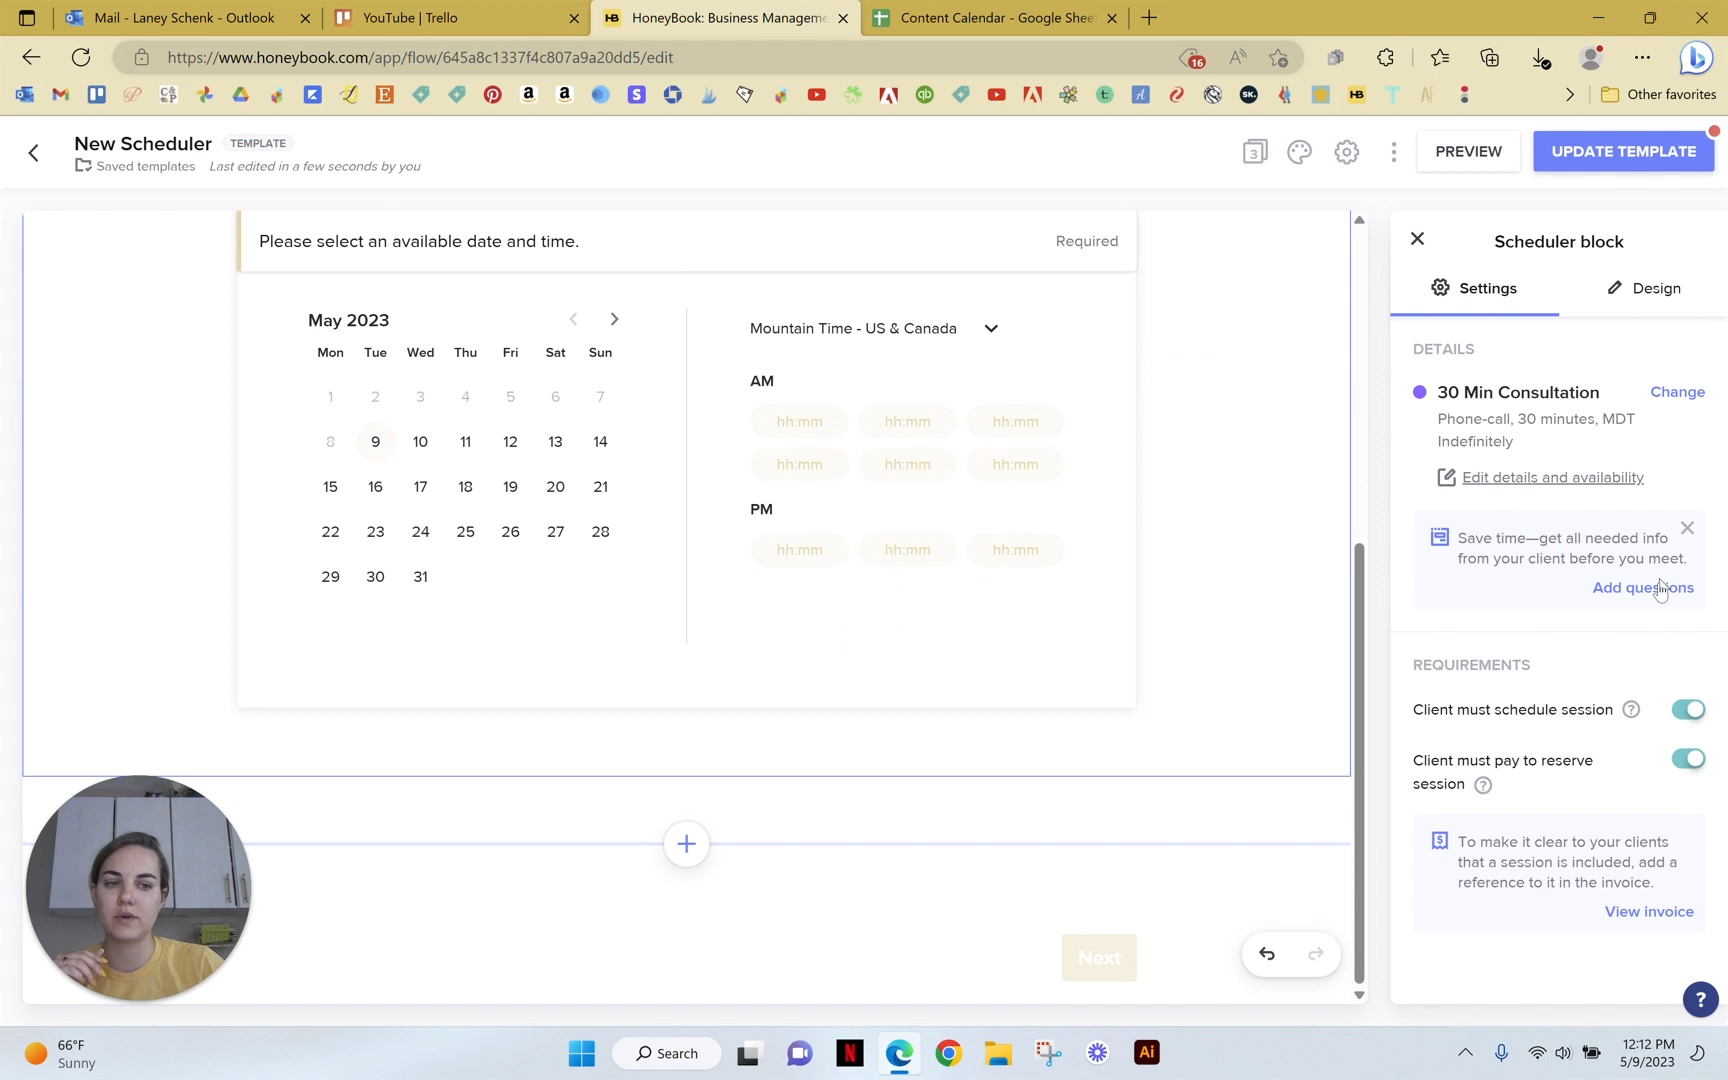 Mail - Laney Schenk - Outlook
YouTube | Trello
HoneyBook: Business Manageme
Content Calendar - Google Shee
https://www.honeybook.com/app/flow/645a8c1337f4c807a9a20dd5/edit
16
Other favorites
New Scheduler
TEMPLATE
Saved templates
Last edited in a few seconds by you
3
PREVIEW
UPDATE TEMPLATE
Please select an available date and time.
Required
May 2023
Mon Tue Wed Thu Fri Sat Sun
1 2 3 4 5 6 7
8 9 10 11 12 13 14
15 16 17 18 19 20 21
22 23 24 25 26 27 28
29 30 31
Mountain Time - US & Canada
AM
hh:mm hh:mm hh:mm
hh:mm hh:mm hh:mm
PM
hh:mm hh:mm hh:mm
Next
Scheduler block
Settings
Design
DETAILS
30 Min Consultation
Change
Phone-call, 30 minutes, MDT
Indefinitely
Edit details and availability
Save time—get all needed info
from your client before you meet.
Add questions
REQUIREMENTS
Client must schedule session
Client must pay to reserve
session
To make it clear to your clients
that a session is included, add a
reference to it in the invoice.
View invoice
66°F
Sunny
Search
Ai
12:12 PM
5/9/2023